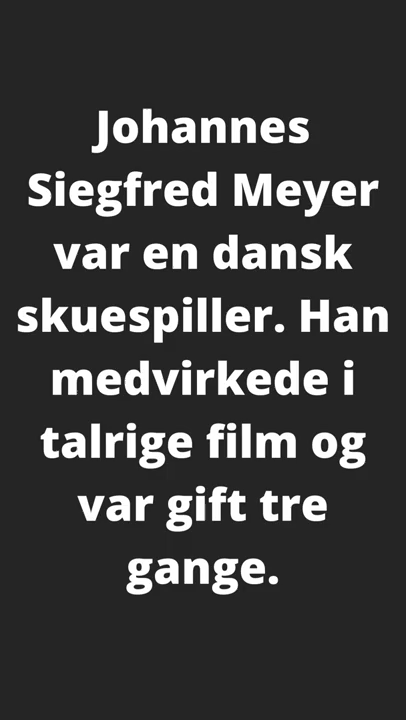 Johannes
Siegfred Meyer
var en dansk
skuespiller. Han
medvirkede i
talrige film og
var gift tre
gange.